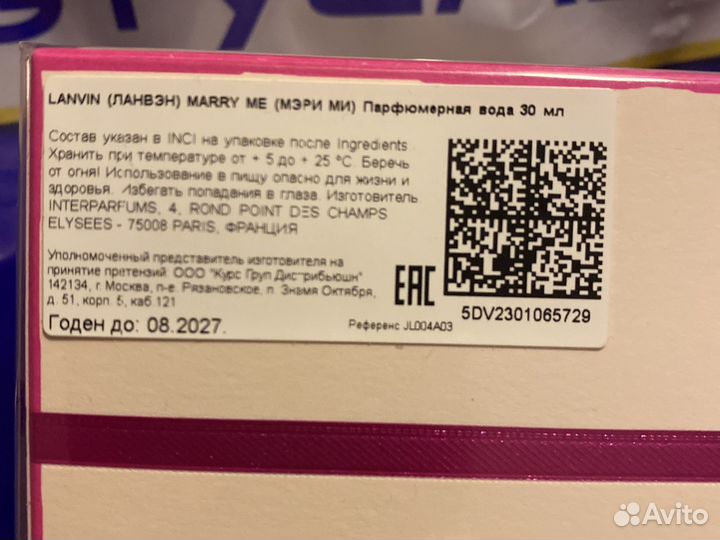 LANVIN (ЛАНВЭН) MARRY ME (МЭРИ МИ) Парфюмерная вода 30 мл
Состав указан в INCI на упаковке после Ingredients.
Хранить при температуре от + 5 до + 25 °C. Беречь
от огня! Использование в пищу опасно для жизни и
здоровья. Избегать попадания в глаза. Изготовитель
INTERPARFUMS, 4, ROND POINT DES CHAMPS
ELYSEES - 75008 PARIS, ФРАНЦИЯ
Уполномоченный представитель изготовителя на
принятие претензий: ООО "Курс Груп Дистрибьюшн"
142134, г. Москва, п-е. Рязановское, п. Знамя Октября,
д. 51, корп. 5, каб.121
Годен до: 08.2027.
Референс JL004A03
EAC
5DV2301065729
Avito